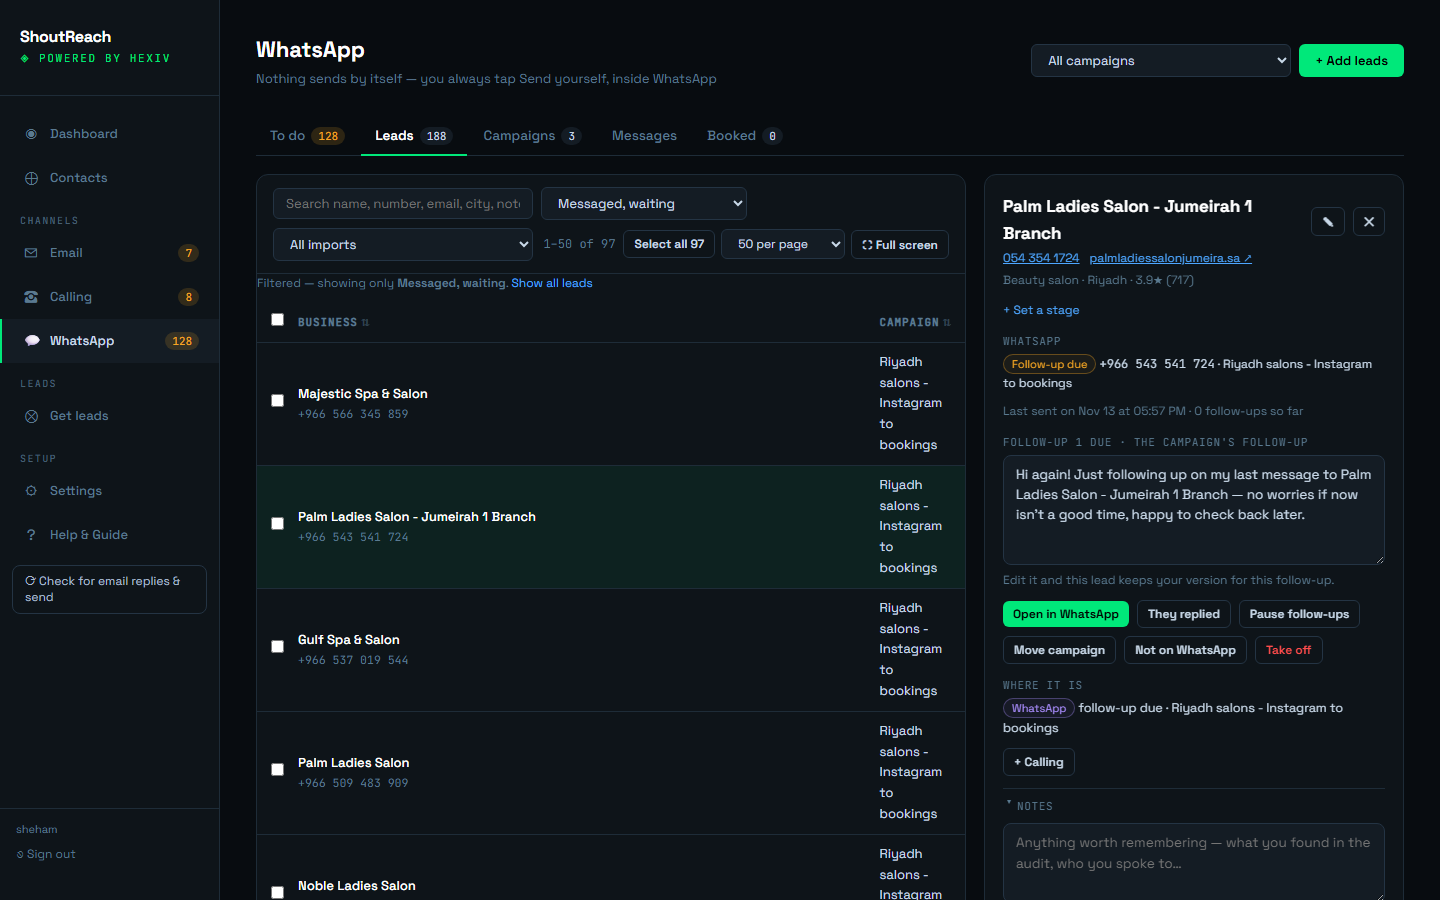 ShoutReach
◈ POWERED BY HEXIV
Dashboard
Contacts
CHANNELS
Email 7
Calling 8
WhatsApp 128
LEADS
Get leads
SETUP
Settings
? Help & Guide
⟳ Check for email replies &
send
sheham
Sign out
WhatsApp
Nothing sends by itself — you always tap Send yourself, inside WhatsApp
All campaigns
+ Add leads
To do 128
Leads 188
Campaigns 3
Messages
Booked 0
Search name, number, email, city, note
Messaged, waiting
All imports
1–50 of 97
Select all 97
50 per page
⛶ Full screen
Filtered — showing only Messaged, waiting. Show all leads
BUSINESS ⇅ CAMPAIGN ⇅
Majestic Spa & Salon
+966 566 345 859
Riyadh
salons -
Instagram
to
bookings
Palm Ladies Salon - Jumeirah 1 Branch
+966 543 541 724
Riyadh
salons -
Instagram
to
bookings
Gulf Spa & Salon
+966 537 019 544
Riyadh
salons -
Instagram
to
bookings
Palm Ladies Salon
+966 509 483 909
Riyadh
salons -
Instagram
to
bookings
Noble Ladies Salon
Riyadh
salons -
Instagram
Palm Ladies Salon - Jumeirah 1
Branch
054 354 1724 palmladiessalonjumeira.sa ↗
Beauty salon · Riyadh · 3.9★ (717)
+ Set a stage
WHATSAPP
Follow-up due +966 543 541 724 · Riyadh salons - Instagram
to bookings
Last sent on Nov 13 at 05:57 PM · 0 follow-ups so far
FOLLOW-UP 1 DUE · THE CAMPAIGN'S FOLLOW-UP
Hi again! Just following up on my last message to Palm
Ladies Salon - Jumeirah 1 Branch — no worries if now
isn't a good time, happy to check back later.
Edit it and this lead keeps your version for this follow-up.
Open in WhatsApp
They replied
Pause follow-ups
Move campaign
Not on WhatsApp
Take off
WHERE IT IS
WhatsApp follow-up due · Riyadh salons - Instagram to
bookings
+ Calling
NOTES
Anything worth remembering — what you found in the
audit, who you spoke to…